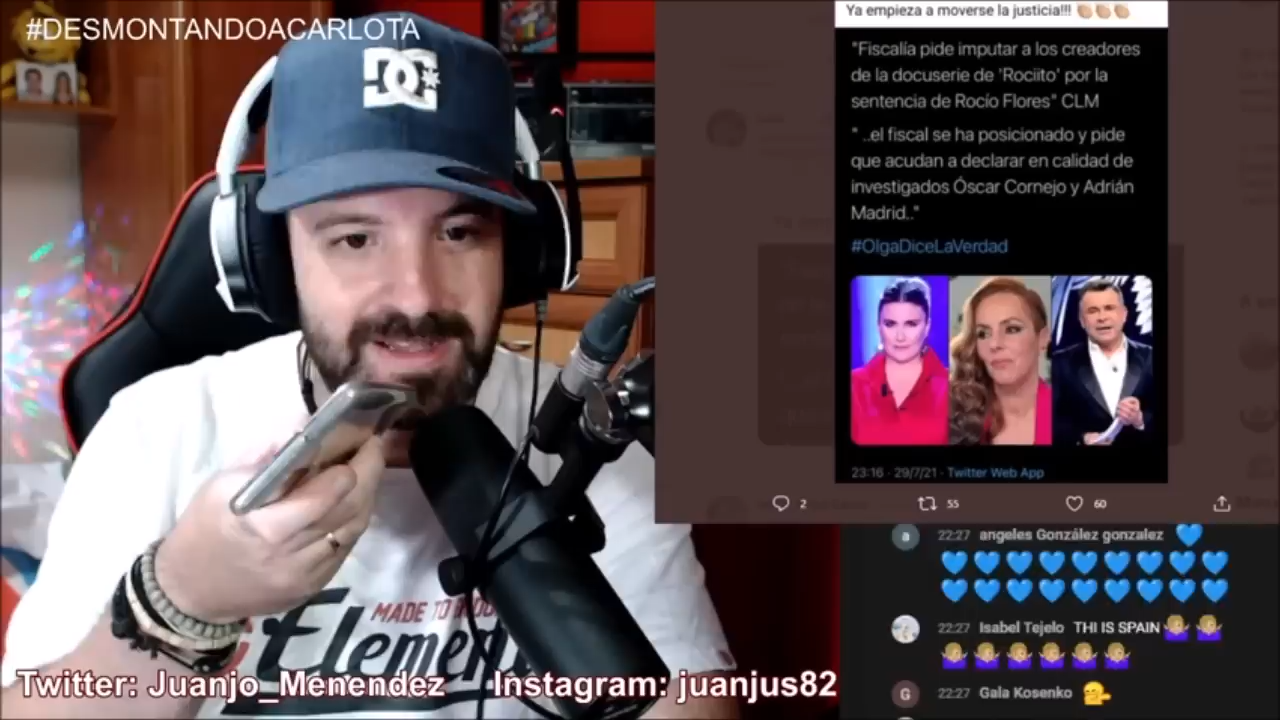 #DESMONTANDOACARLOTA
Ya empieza a moverse la justicia!!! 👏🏼👏🏼👏🏼
"Fiscalía pide imputar a los creadores
de la docuserie de 'Rociito' por la
sentencia de Rocío Flores" CLM
" ..el fiscal se ha posicionado y pide
que acudan a declarar en calidad de
investigados Óscar Cornejo y Adrián
Madrid.."
#OlgaDiceLaVerdad
23:16 · 29/7/21 · Twitter Web App
2 55 60
a 22:27 angeles González gonzalez 💙
💙💙💙💙💙💙💙💙💙
💙💙💙💙💙💙💙💙💙
22:27 Isabel Tejelo THI IS SPAIN 🤷🏼‍♀️🤷🏼‍♀️
🤷🏼‍♀️🤷🏼‍♀️🤷🏼‍♀️🤷🏼‍♀️🤷🏼‍♀️🤷🏼‍♀️
G 22:27 Gala Kosenko
DC
MADE TO
Element
Twitter: Juanjo_Menendez Instagram: juanjus82